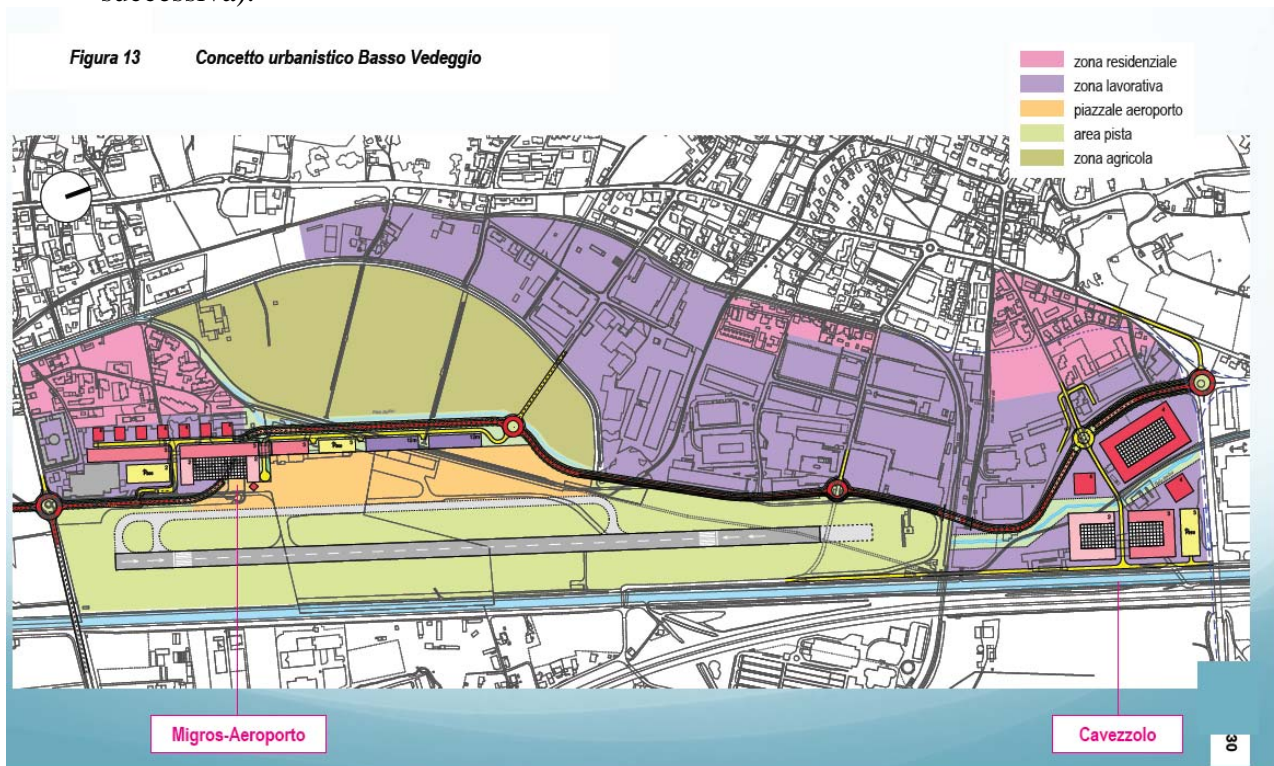 successiva).
Figura 13 Concetto urbanistico Basso Vedeggio
zona residenziale
zona lavorativa
piazzale aeroporto
area pista
zona agricola
Migros-Aeroporto
Cavezzolo
30